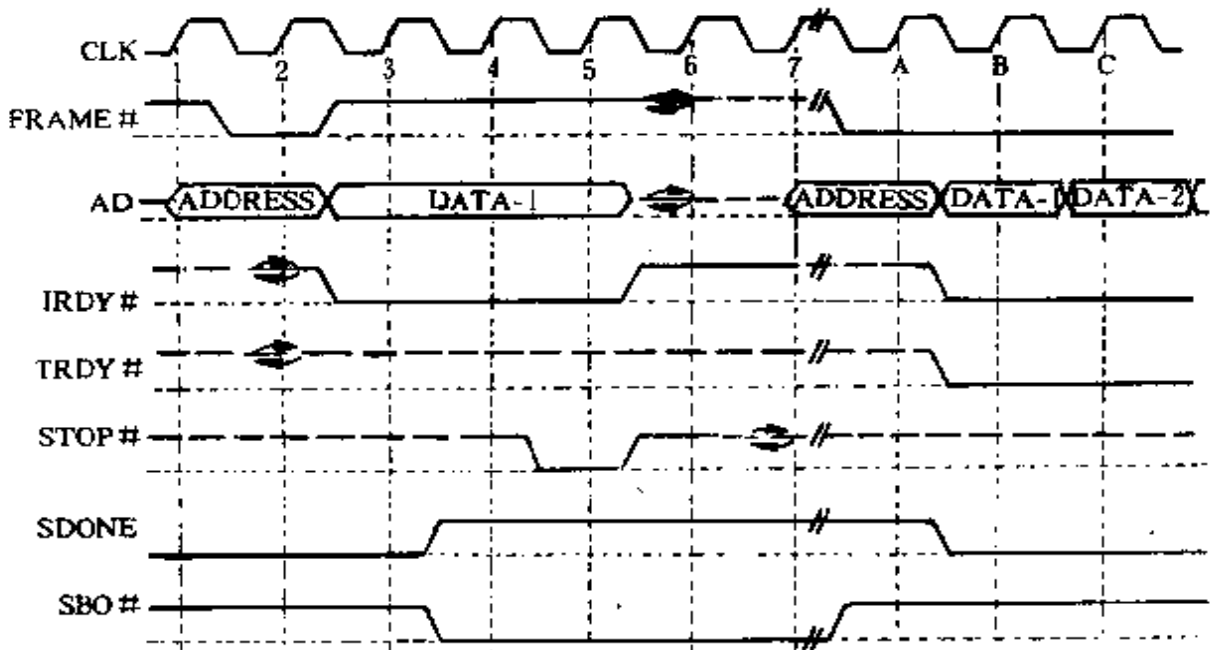 CLK
1 2 3 4 5 6 7 A B C
FRAME #
AD ADDRESS DATA-1 ADDRESS DATA-1 DATA-2
IRDY #
TRDY #
STOP #
SDONE
SBO #